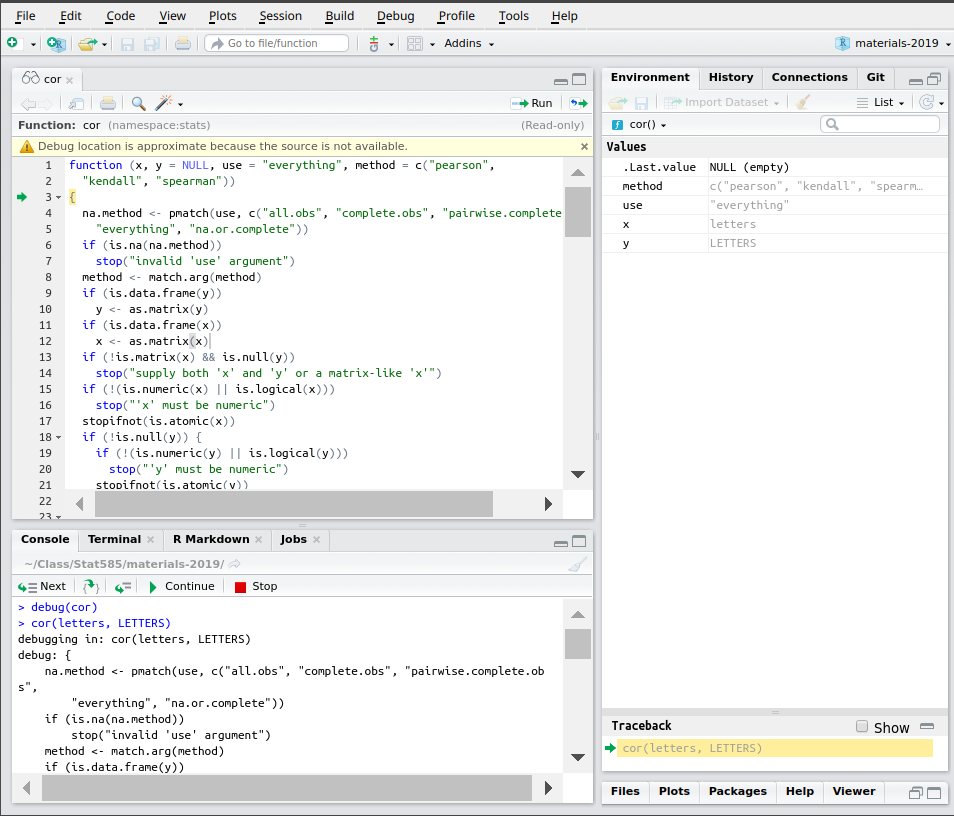 File Edit Code View Plots Session Build Debug Profile Tools Help
Go to file/function Addins materials-2019
cor
Run
Function: cor (namespace:stats) (Read-only)
Debug location is approximate because the source is not available.
1 function (x, y = NULL, use = "everything", method = c("pearson",
2 "kendall", "spearman"))
3 {
4 na.method <- pmatch(use, c("all.obs", "complete.obs", "pairwise.complete
5 "everything", "na.or.complete"))
6 if (is.na(na.method))
7 stop("invalid 'use' argument")
8 method <- match.arg(method)
9 if (is.data.frame(y))
10 y <- as.matrix(y)
11 if (is.data.frame(x))
12 x <- as.matrix(x)
13 if (!is.matrix(x) && is.null(y))
14 stop("supply both 'x' and 'y' or a matrix-like 'x'")
15 if (!(is.numeric(x) || is.logical(x)))
16 stop("'x' must be numeric")
17 stopifnot(is.atomic(x))
18 if (!is.null(y)) {
19 if (!(is.numeric(y) || is.logical(y)))
20 stop("'y' must be numeric")
21 stopifnot(is.atomic(y))
22
23
Console Terminal R Markdown Jobs
~/Class/Stat585/materials-2019/
Next Continue Stop
> debug(cor)
> cor(letters, LETTERS)
debugging in: cor(letters, LETTERS)
debug: {
na.method <- pmatch(use, c("all.obs", "complete.obs", "pairwise.complete.ob
s",
"everything", "na.or.complete"))
if (is.na(na.method))
stop("invalid 'use' argument")
method <- match.arg(method)
if (is.data.frame(y))
Environment History Connections Git
Import Dataset List
cor()
Values
.Last.value NULL (empty)
method c("pearson", "kendall", "spearm…
use "everything"
x letters
y LETTERS
Traceback Show
cor(letters, LETTERS)
Files Plots Packages Help Viewer